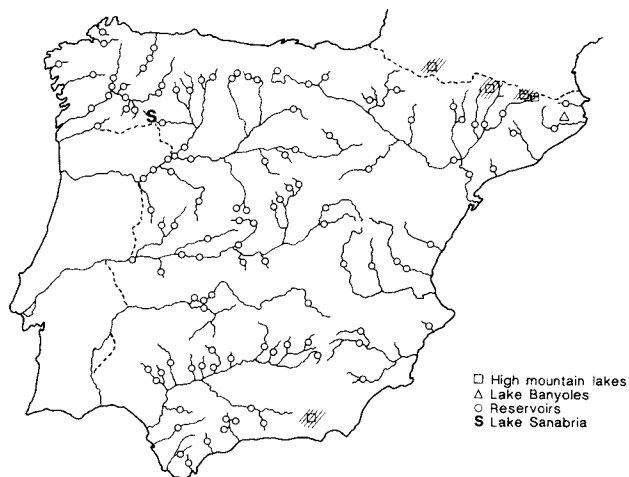 S
High mountain lakes
Lake Banyoles
Reservoirs
S Lake Sanabria